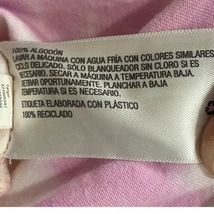 100% ALGODÓN
LAVAR A MÁQUINA CON AGUA FRÍA CON COLORES SIMILARES
CICLO DELICADO. SÓLO BLANQUEADOR SIN CLORO SI ES
NECESARIO. SECAR A MÁQUINA A TEMPERATURA BAJA.
RETIRAR OPORTUNAMENTE. PLANCHAR A BAJA
TEMPERATURA SI ES NECESARIO.
ETIQUETA ELABORADA CON PLÁSTICO
100% RECICLADO